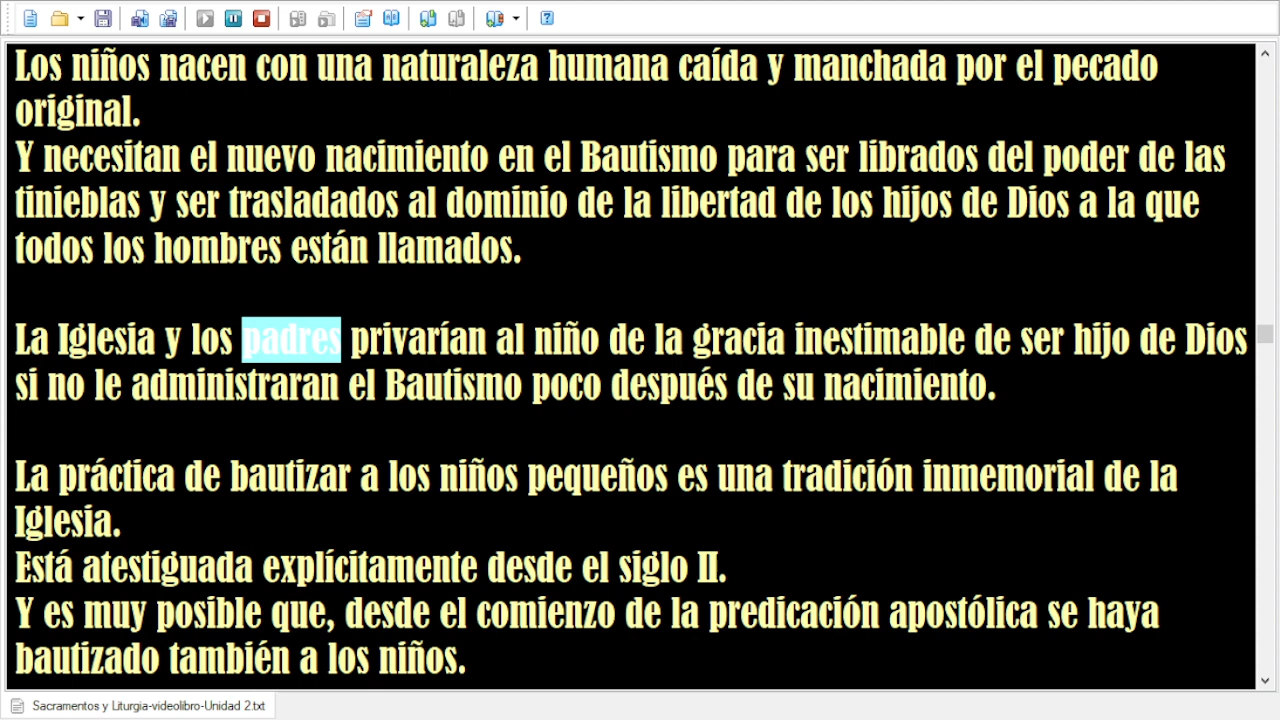 Los niños nacen con una naturaleza humana caída y manchada por el pecado
original.
Y necesitan el nuevo nacimiento en el Bautismo para ser librados del poder de las
tinieblas y ser trasladados al dominio de la libertad de los hijos de Dios a la que
todos los hombres están llamados.
La Iglesia y los padres privarían al niño de la gracia inestimable de ser hijo de Dios
si no le administraran el Bautismo poco después de su nacimiento.
La práctica de bautizar a los niños pequeños es una tradición inmemorial de la
Iglesia.
Está atestiguada explícitamente desde el siglo II.
Y es muy posible que, desde el comienzo de la predicación apostólica se haya
bautizado también a los niños.
Sacramentos y Liturgia-videolibro-Unidad 2.txt